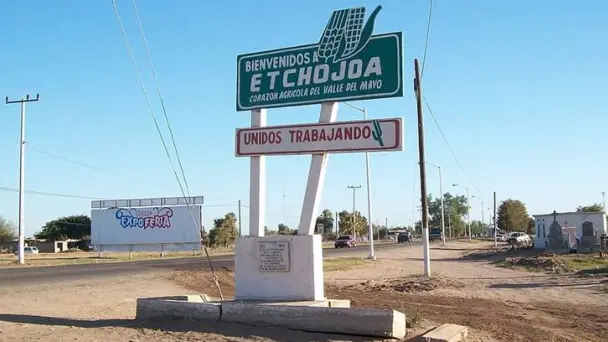 BIENVENIDOS A
ETCHOJOA
CORAZON AGRICOLA DEL VALLE DEL MAYO
UNIDOS TRABAJANDO
EXPOFERIA